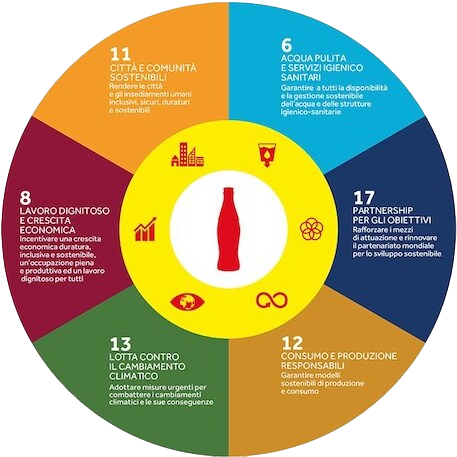 11
CITTÀ E COMUNITÀ
SOSTENIBILI
Rendere le città
e gli insediamenti umani
inclusivi, sicuri, duraturi
e sostenibili
6
ACQUA PULITA
E SERVIZI IGIENICO
SANITARI
Garantire a tutti la disponibilità
e la gestione sostenibile
dell'acqua e delle strutture
igienico-sanitarie
8
LAVORO DIGNITOSO
E CRESCITA
ECONOMICA
Incentivare una crescita
economica duratura,
inclusiva e sostenibile,
un'occupazione piena
e produttiva ed un lavoro
dignitoso per tutti
17
PARTNERSHIP
PER GLI OBIETTIVI
Rafforzare i mezzi
di attuazione e rinnovare
il partenariato mondiale
per lo sviluppo sostenibile
13
LOTTA CONTRO
IL CAMBIAMENTO
CLIMATICO
Adottare misure urgenti per
combattere i cambiamenti
climatici e le sue conseguenze
12
CONSUMO E PRODUZIONE
RESPONSABILI
Garantire modelli
sostenibili di produzione
e consumo